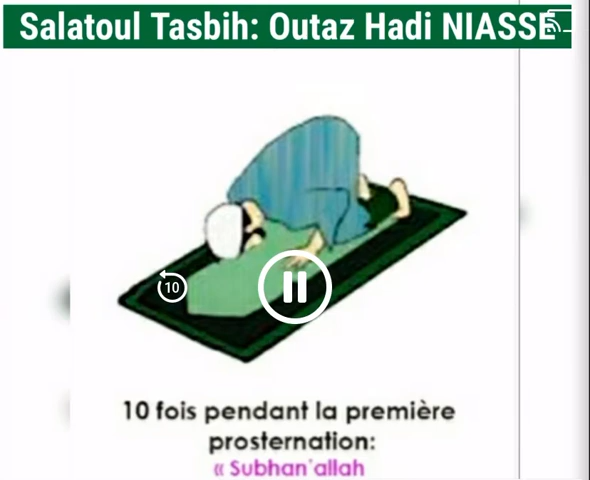 Salatoul Tasbih: Outaz Hadi NIASSE
10
10 fois pendant la première
prosternation:
« Subhan'allah